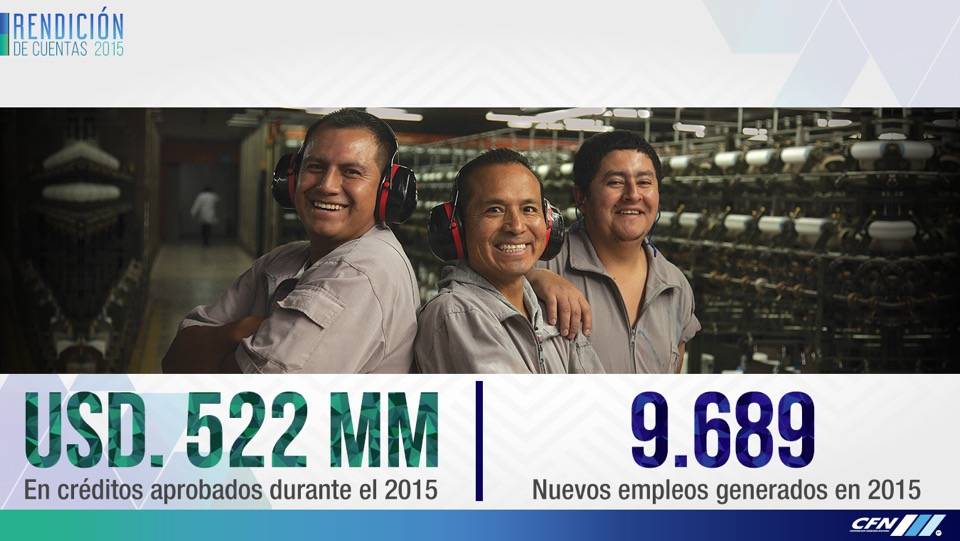 RENDICIÓN
DE CUENTAS 2015
USD. 522 MM
En créditos aprobados durante el 2015
9.689
Nuevos empleos generados en 2015
CFN